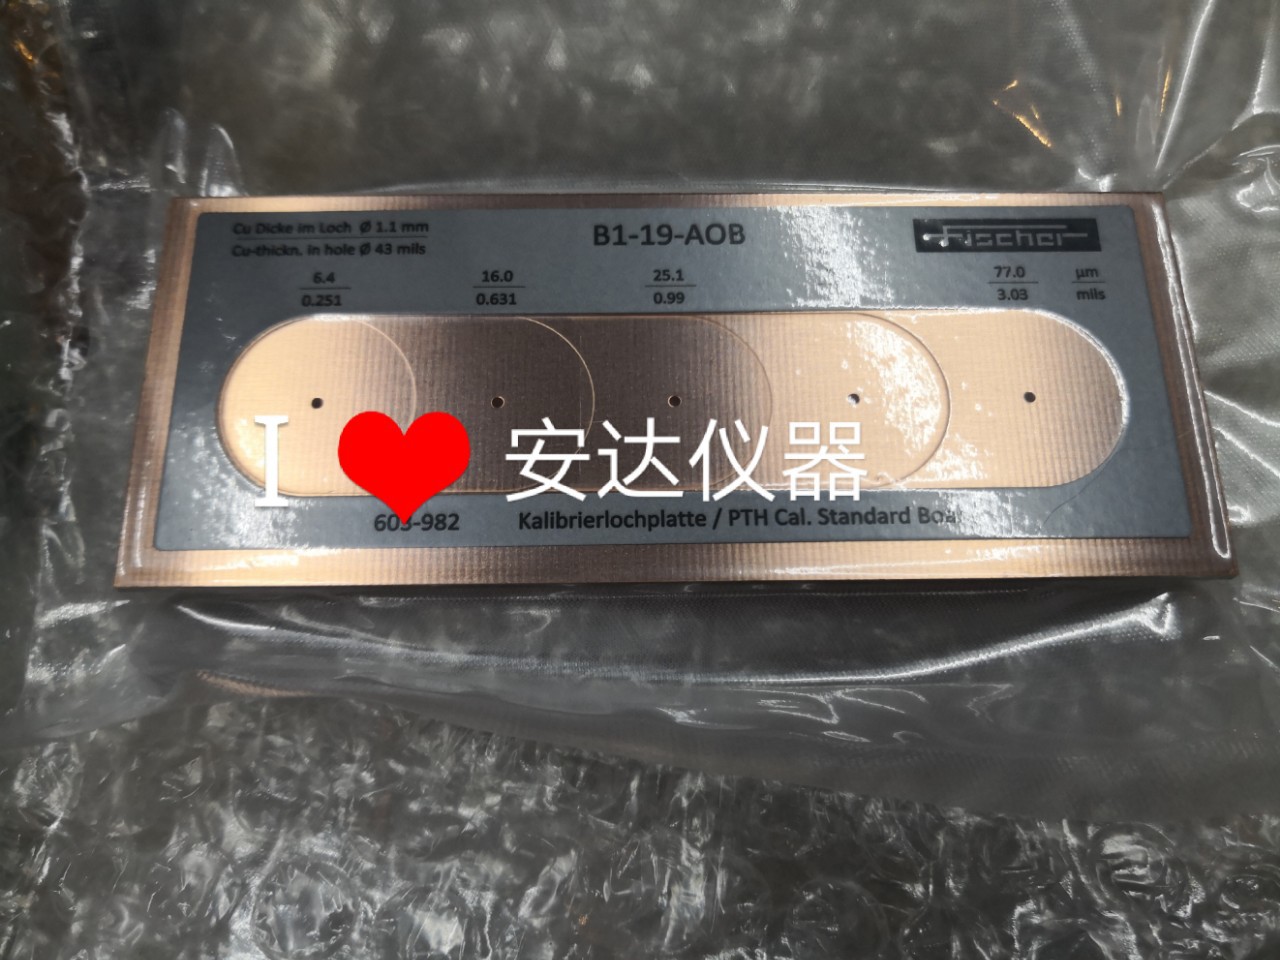 Cu Dicke im Loch Ø 1.1 mm
Cu-thickn. in hole Ø 43 mils
B1-19-AOB
Fischer
6.4
0.251
16.0
0.631
25.1
0.99
77.0
3.03
µm
mils
I ❤ 安达仪器
603-982
Kalibrierlochplatte / PTH Cal. Standard